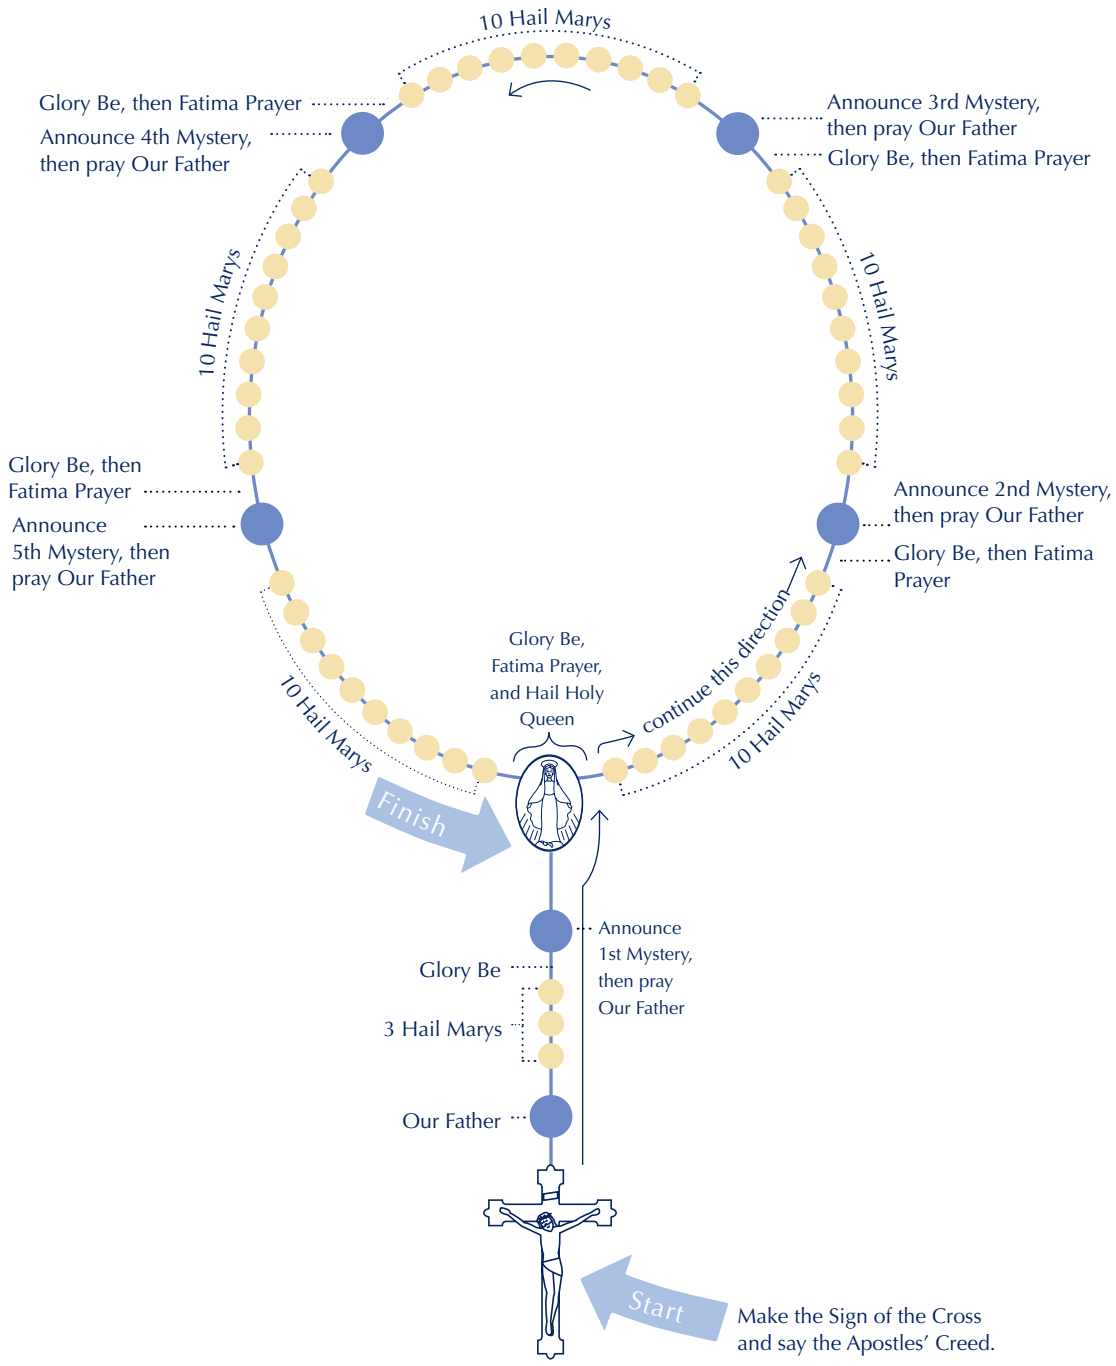 10 Hail Marys
Glory Be, then Fatima Prayer
Announce 4th Mystery,
then pray Our Father
Announce 3rd Mystery,
then pray Our Father
Glory Be, then Fatima Prayer
10 Hail Marys
10 Hail Marys
Glory Be, then
Fatima Prayer
Announce
5th Mystery, then
pray Our Father
Announce 2nd Mystery,
then pray Our Father
Glory Be, then Fatima
Prayer
10 Hail Marys
Glory Be,
Fatima Prayer,
and Hail Holy
Queen
continue this direction
10 Hail Marys
Finish
Announce
1st Mystery,
then pray
Our Father
Glory Be
3 Hail Marys
Our Father
Start
Make the Sign of the Cross
and say the Apostles’ Creed.